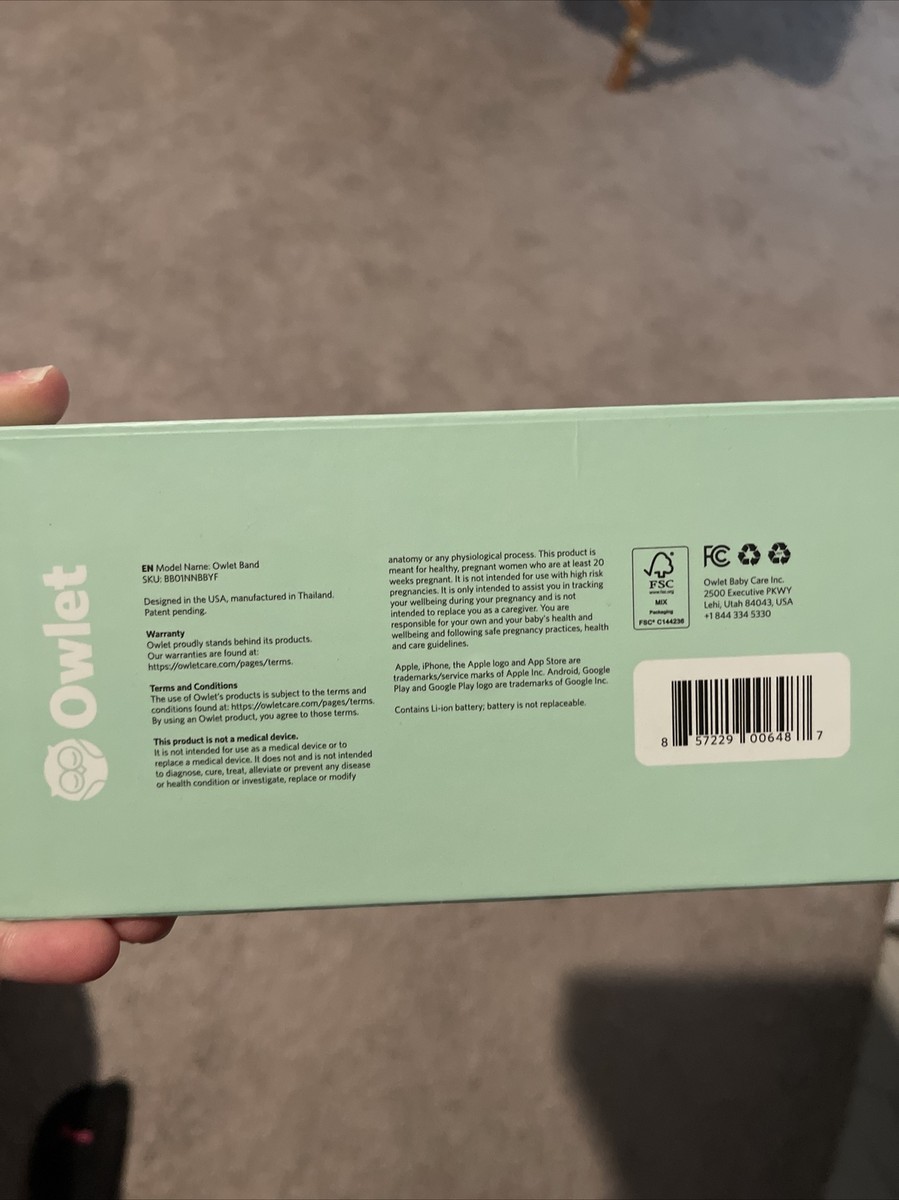 Owlet
EN Model Name: Owlet Band
SKU: BB01NNBBYF
Designed in the USA, manufactured in Thailand.
Patent pending.
Warranty
Owlet proudly stands behind its products.
Our warranties are found at:
https://owletcare.com/pages/terms.
Terms and Conditions
The use of Owlet's products is subject to the terms and
conditions found at: https://owletcare.com/pages/terms.
By using an Owlet product, you agree to those terms.
This product is not a medical device.
It is not intended for use as a medical device or to
replace a medical device. It does not and is not intended
to diagnose, cure, treat, alleviate or prevent any disease
or health condition or investigate, replace or modify
anatomy or any physiological process. This product is
meant for healthy, pregnant women who are at least 20
weeks pregnant. It is not intended for use with high risk
pregnancies. It is only intended to assist you in tracking
your wellbeing during your pregnancy and is not
intended to replace you as a caregiver. You are
responsible for your own and your baby's health and
wellbeing and following safe pregnancy practices, health
and care guidelines.
Apple, iPhone, the Apple logo and App Store are
trademarks/service marks of Apple Inc. Android, Google
Play and Google Play logo are trademarks of Google Inc.
Contains Li-ion battery; battery is not replaceable.
FSC
www.fsc.org
MIX
Packaging
FSC® C144236
FC
Owlet Baby Care Inc.
2500 Executive PKWY
Lehi, Utah 84043, USA
+1 844 334 5330
8 57229 00648 7